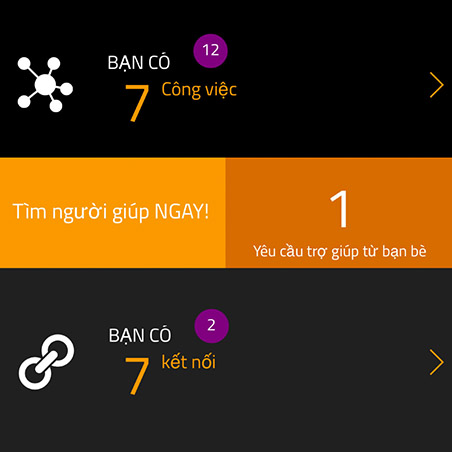 BẠN CÓ
12
7
Công việc
Tìm người giúp NGAY!
1
Yêu cầu trợ giúp từ bạn bè
BẠN CÓ
2
7
kết nối